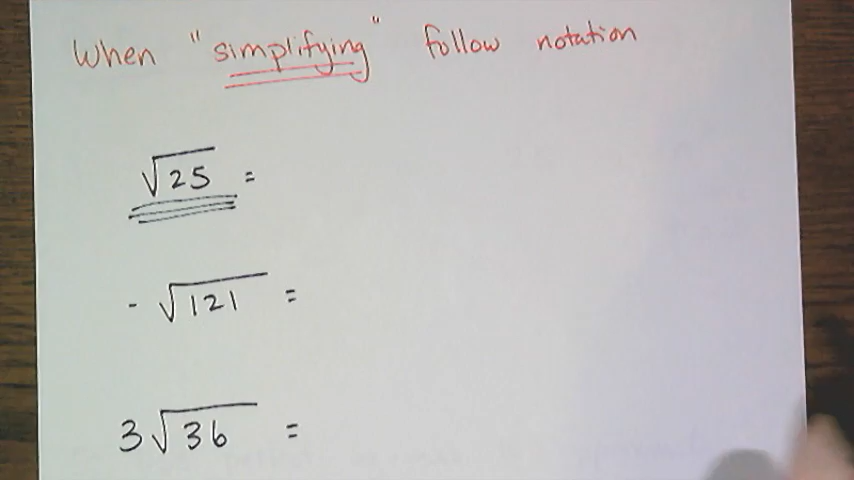 When "simplifying" follow notation
√25 =
- √121 =
3√36 =